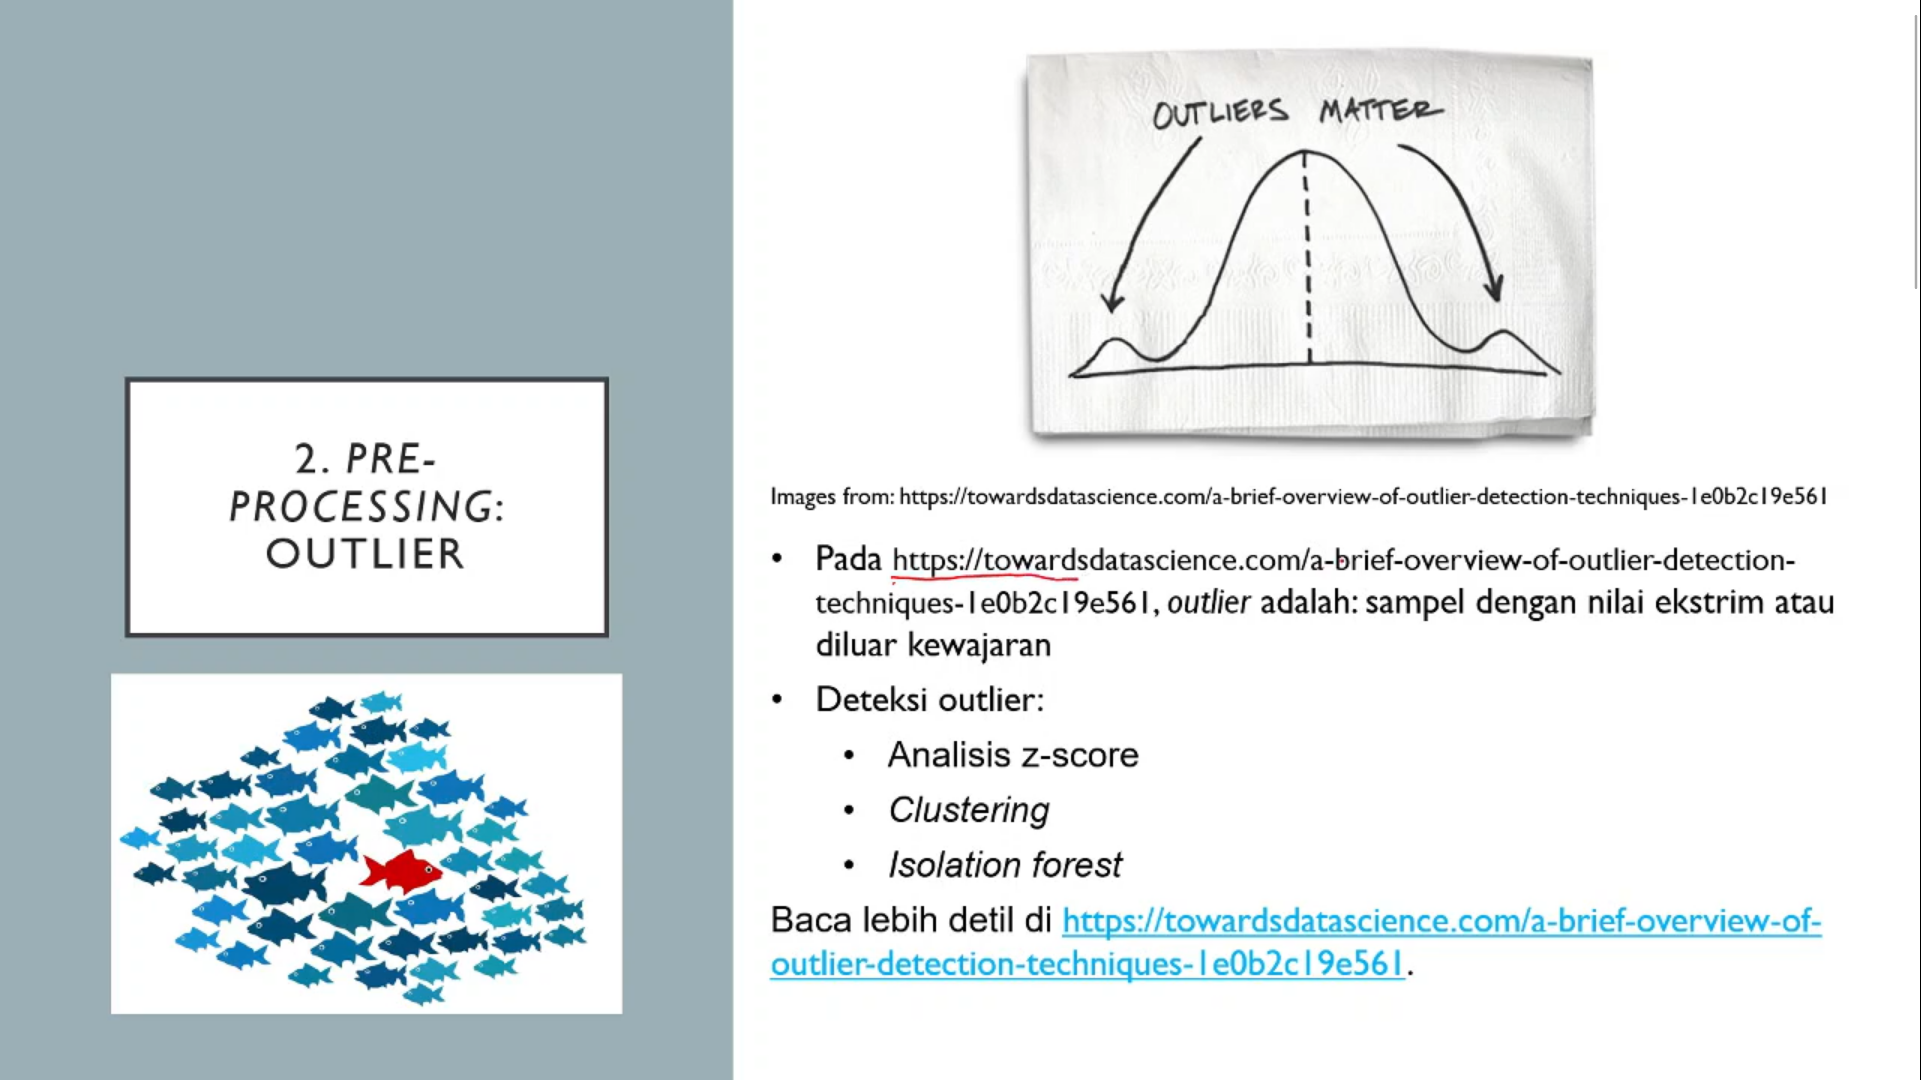 2. PRE-
PROCESSING:
OUTLIER
OUTLIERS MATTER
Images from: https://towardsdatascience.com/a-brief-overview-of-outlier-detection-techniques-1e0b2c19e561
• Pada https://towardsdatascience.com/a-brief-overview-of-outlier-detection-
techniques-1e0b2c19e561, outlier adalah: sampel dengan nilai ekstrim atau
diluar kewajaran
• Deteksi outlier:
• Analisis z-score
• Clustering
• Isolation forest
Baca lebih detil di https://towardsdatascience.com/a-brief-overview-of-
outlier-detection-techniques-1e0b2c19e561.